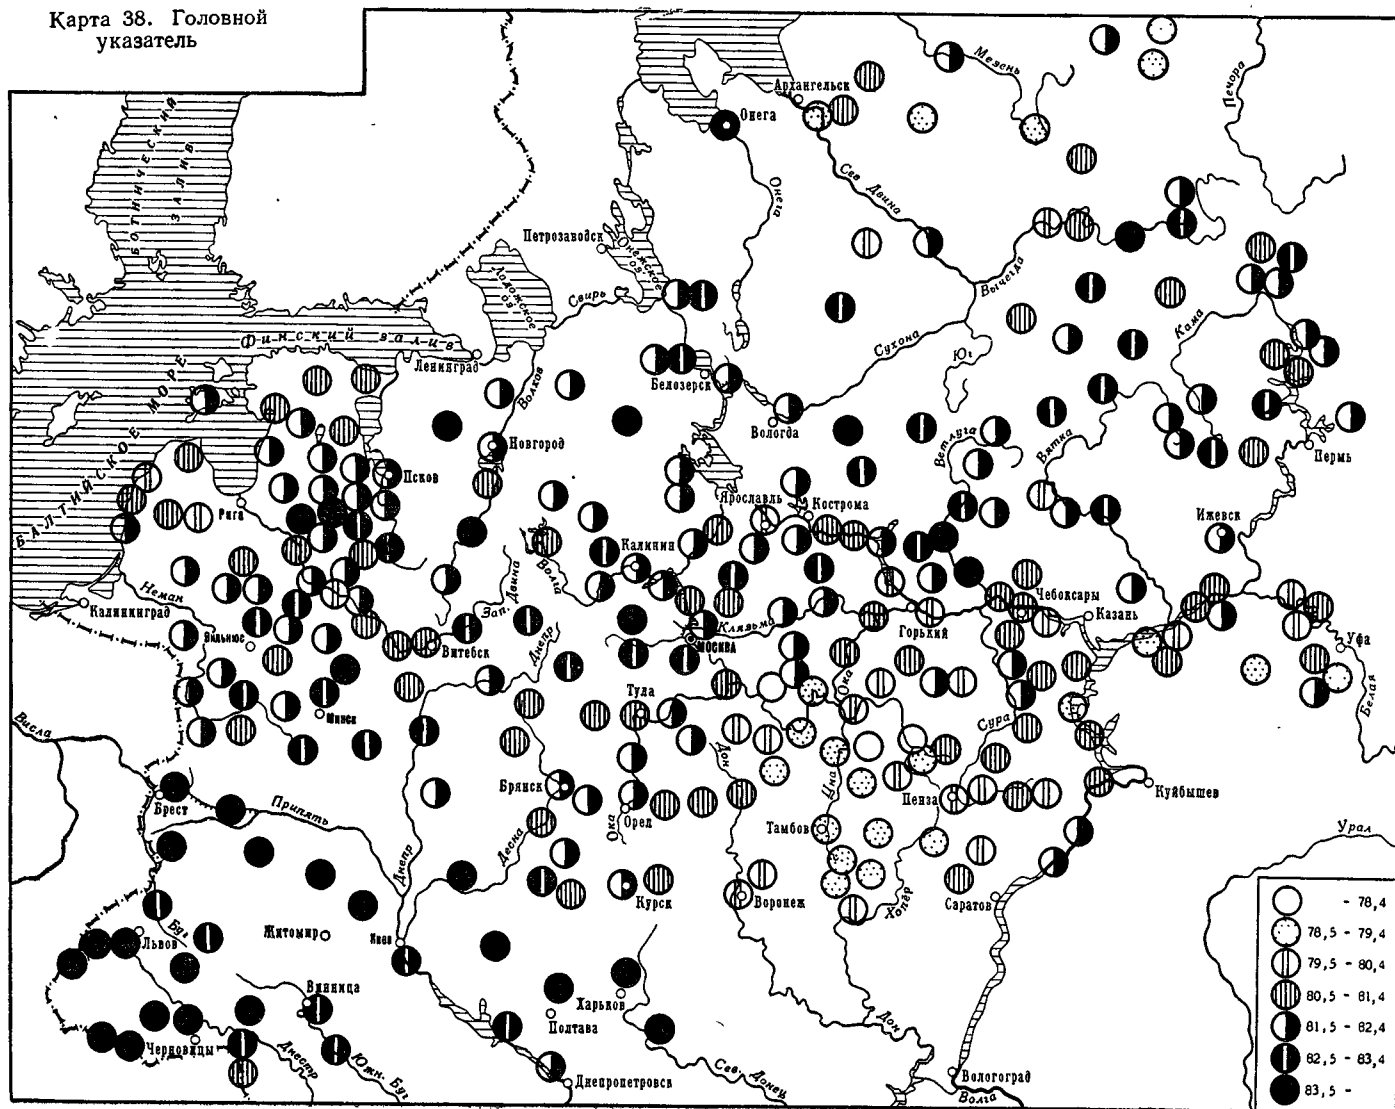 Карта 38. Головной
указатель
БОТНИЧЕСКИЙ
ЗАЛИВ
БАЛТИЙСКОЕ МОРЕ
Финский залив
Ладожское
оз
Онежское
оз
Мезень
Печора
Архангельск
Онега
Онега
Сев Двина
Петрозаводск
Свирь
Вычегда
Сухона
Юг
Кама
Ленинград
Волхов
Белозерск
Вологда
Ветлуга
Вятка
Пермь
Новгород
Псков
Рига
Ярославль
Кострома
Ижевск
Калинин
Волга
Зап. Двина
Неман
Калининград
Вильнюс
Клязьма
МОСКВА
Горький
Чебоксары
Казань
Уфа
Белая
Витебск
Днепр
Минск
Тула
Ока
Сура
Висла
Дон
Цна
Брянск
Орел
Ока
Пенза
Куйбышев
Брест
Припять
Тамбов
Урал
Днепр
Десна
Курск
Воронеж
Хопёр
Саратов
Буг
Львов
Житомир
Киев
Винница
Харьков
Полтава
Дон
Черновицы
Днестр
Южн. Буг
Днепропетровск
Сев. Донец
Вологоград
Волга
- 78,4
78,5 - 79,4
79,5 - 80,4
80,5 - 81,4
81,5 - 82,4
82,5 - 83,4
83,5 -